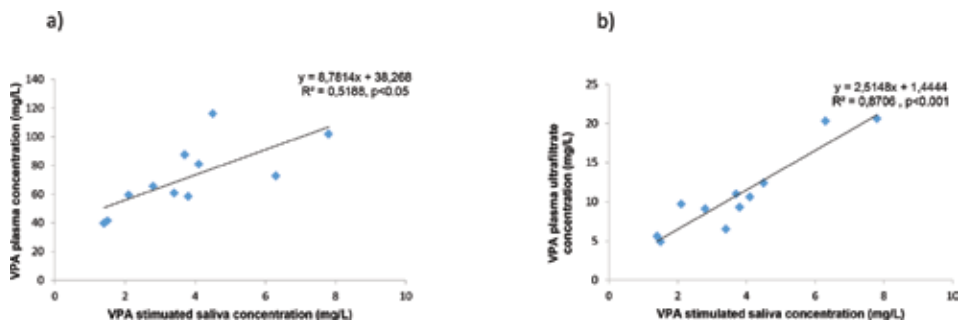 a)
y = 8,7814x + 38,268
R² = 0,5188, p<0.05
VPA plasma concentration (mg/L)
140
120
100
80
60
40
20
0
0 2 4 6 8 10
VPA stimuated saliva concentration (mg/L)
b)
y = 2,5148x + 1,4444
R² = 0,8706 , p<0.001
VPA plasma ultrafiltrate
concentration (mg/L)
25
20
15
10
5
0
0 2 4 6 8 10
VPA stimulated saliva concentration (mg/L)